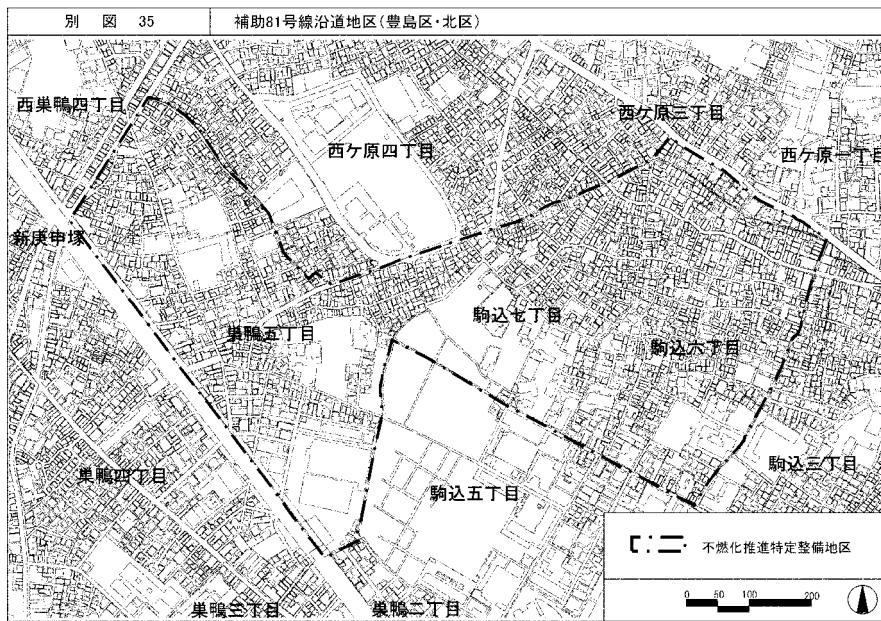 別 図 35
補助81号線沿道地区(豊島区・北区)
西巣鴨四丁目
西ケ原四丁目
西ケ原三丁目
西ケ原一丁目
新庚申塚
巣鴨五丁目
駒込七丁目
駒込六丁目
巣鴨四丁目
駒込五丁目
駒込三丁目
巣鴨三丁目
巣鴨二丁目
不燃化推進特定整備地区
0 50 100 200